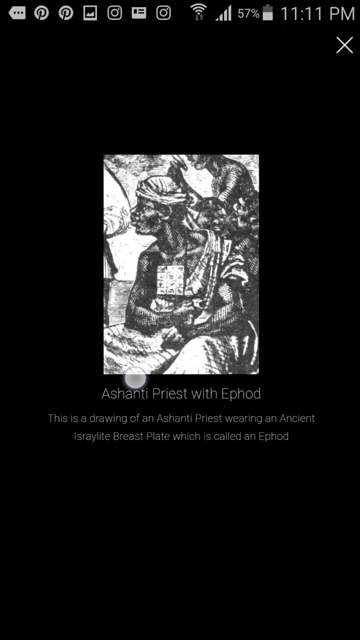 57% 11:11 PM
Ashanti Priest with Ephod
This is a drawing of an Ashanti Priest wearing an Ancient
Israylite Breast Plate which is called an Ephod